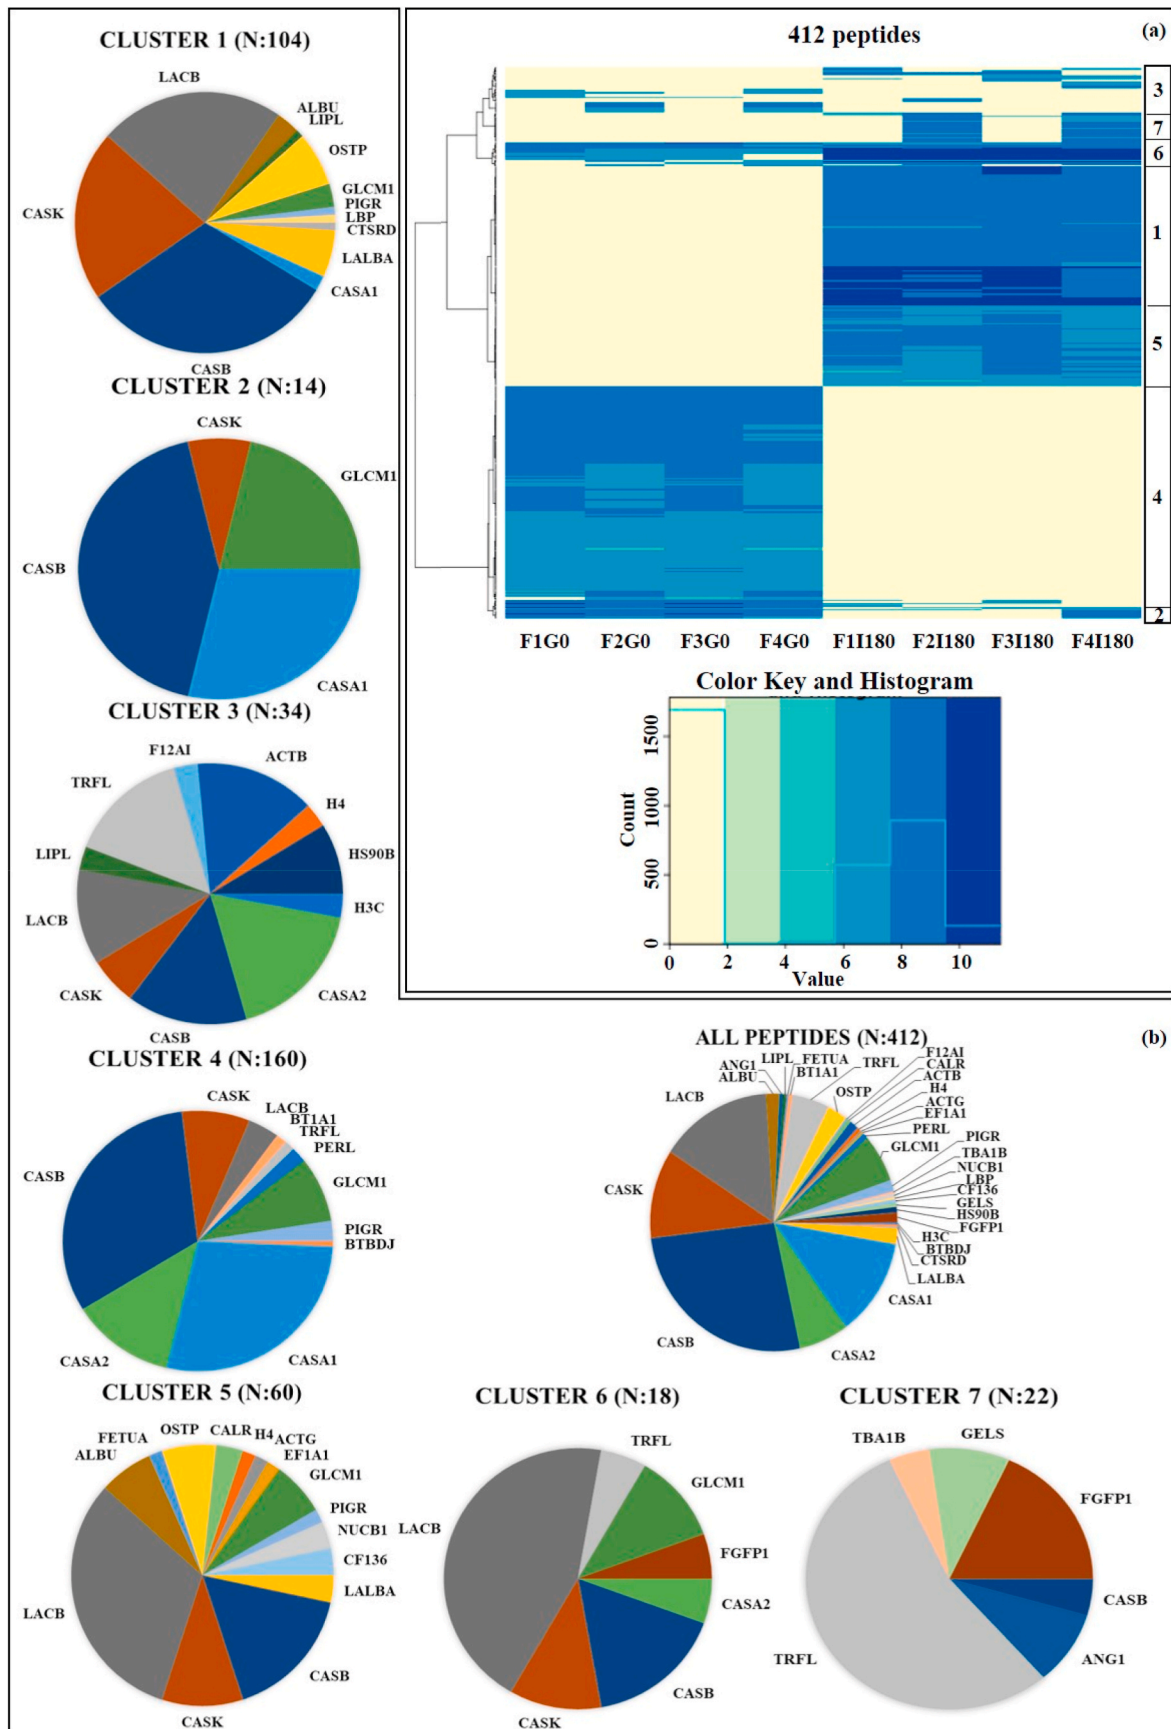 CLUSTER 1 (N:104)
LACB
ALBU
LIPL
OSTP
GLCM1
PIGR
LBP
CTSRD
LALBA
CASA1
CASB
CASK
CLUSTER 2 (N:14)
CASK
GLCM1
CASB
CASA1
CLUSTER 3 (N:34)
F12AI
ACTB
TRFL
H4
HS90B
LIPL
H3C
LACB
CASK
CASA2
CASB
(a)
412 peptides
3
7
6
1
5
4
2
F1G0 F2G0 F3G0 F4G0 F1I180 F2I180 F3I180 F4I180
Color Key and Histogram
Count
0 500 1000 1500
0 2 4 6 8 10
Value
CLUSTER 4 (N:160)
CASK
LACB
BT1A1
TRFL
PERL
GLCM1
PIGR
BTBDJ
CASA1
CASA2
CASB
(b)
ALL PEPTIDES (N:412)
LIPL
FETUA
ANG1
BT1A1
ALBU
TRFL
OSTP
F12AI
CALR
ACTB
H4
ACTG
EF1A1
PERL
GLCM1
PIGR
TBA1B
NUCB1
LBP
CF136
GELS
HS90B
FGFP1
H3C
BTBDJ
CTSRD
LALBA
CASA1
CASA2
CASB
CASK
LACB
CLUSTER 5 (N:60)
OSTP
CALR
H4
ACTG
EF1A1
GLCM1
PIGR
NUCB1
CF136
LALBA
CASB
CASK
LACB
ALBU
FETUA
CLUSTER 6 (N:18)
TRFL
GLCM1
LACB
FGFP1
CASA2
CASB
CASK
CLUSTER 7 (N:22)
TBA1B
GELS
FGFP1
CASB
ANG1
TRFL